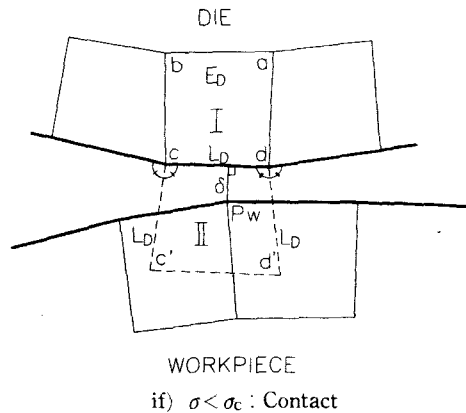 DIE
b a
E_D
I
L_D
c d
δ
P_W
L_D II L_D
c' d'
WORKPIECE
if) σ < σ_c : Contact